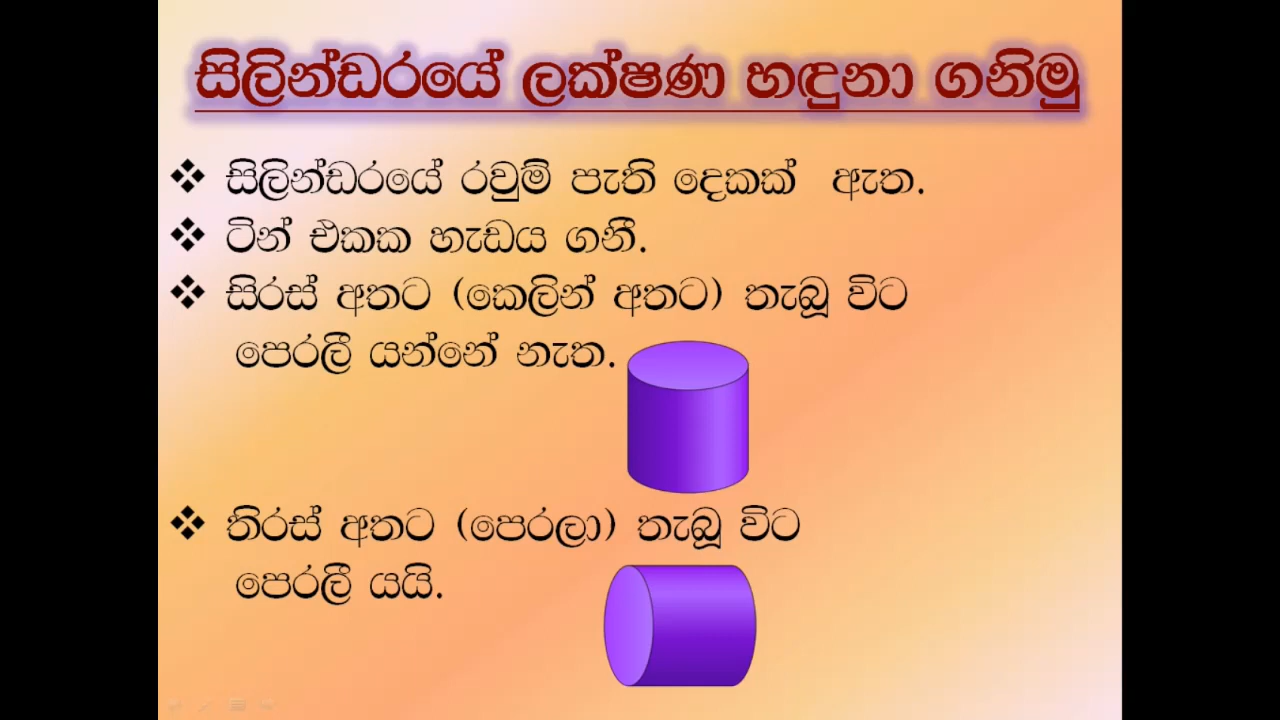 සිලින්ඩරයේ ලක්ෂණ හඳුනා ගනිමු
❖ සිලින්ඩරයේ රවුම් පැති දෙකක් ඇත.
❖ ටින් එකක හැඩය ගනී.
❖ සිරස් අතට (කෙලින් අතට) තැබූ විට
පෙරලී යන්නේ නැත.
❖ තිරස් අතට (පෙරලා) තැබූ විට
පෙරලී යයි.